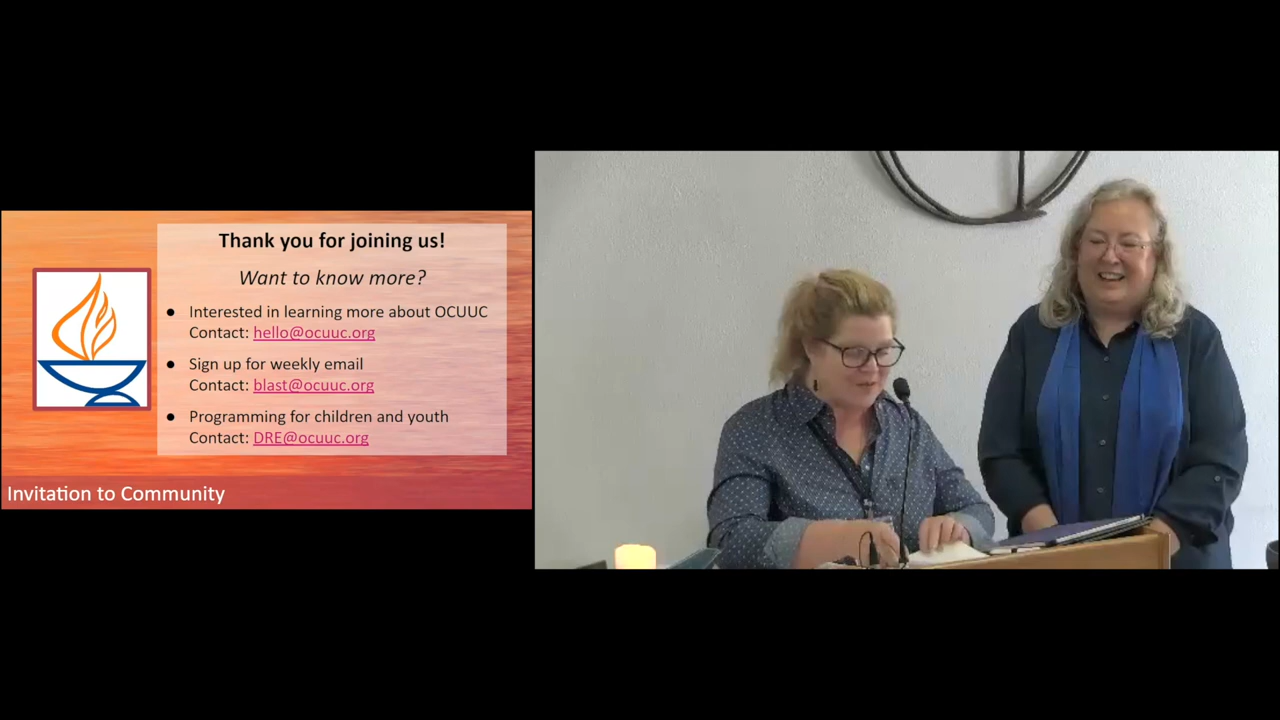 Thank you for joining us!
Want to know more?
● Interested in learning more about OCUUC
Contact: hello@ocuuc.org
● Sign up for weekly email
Contact: blast@ocuuc.org
● Programming for children and youth
Contact: DRE@ocuuc.org
Invitation to Community